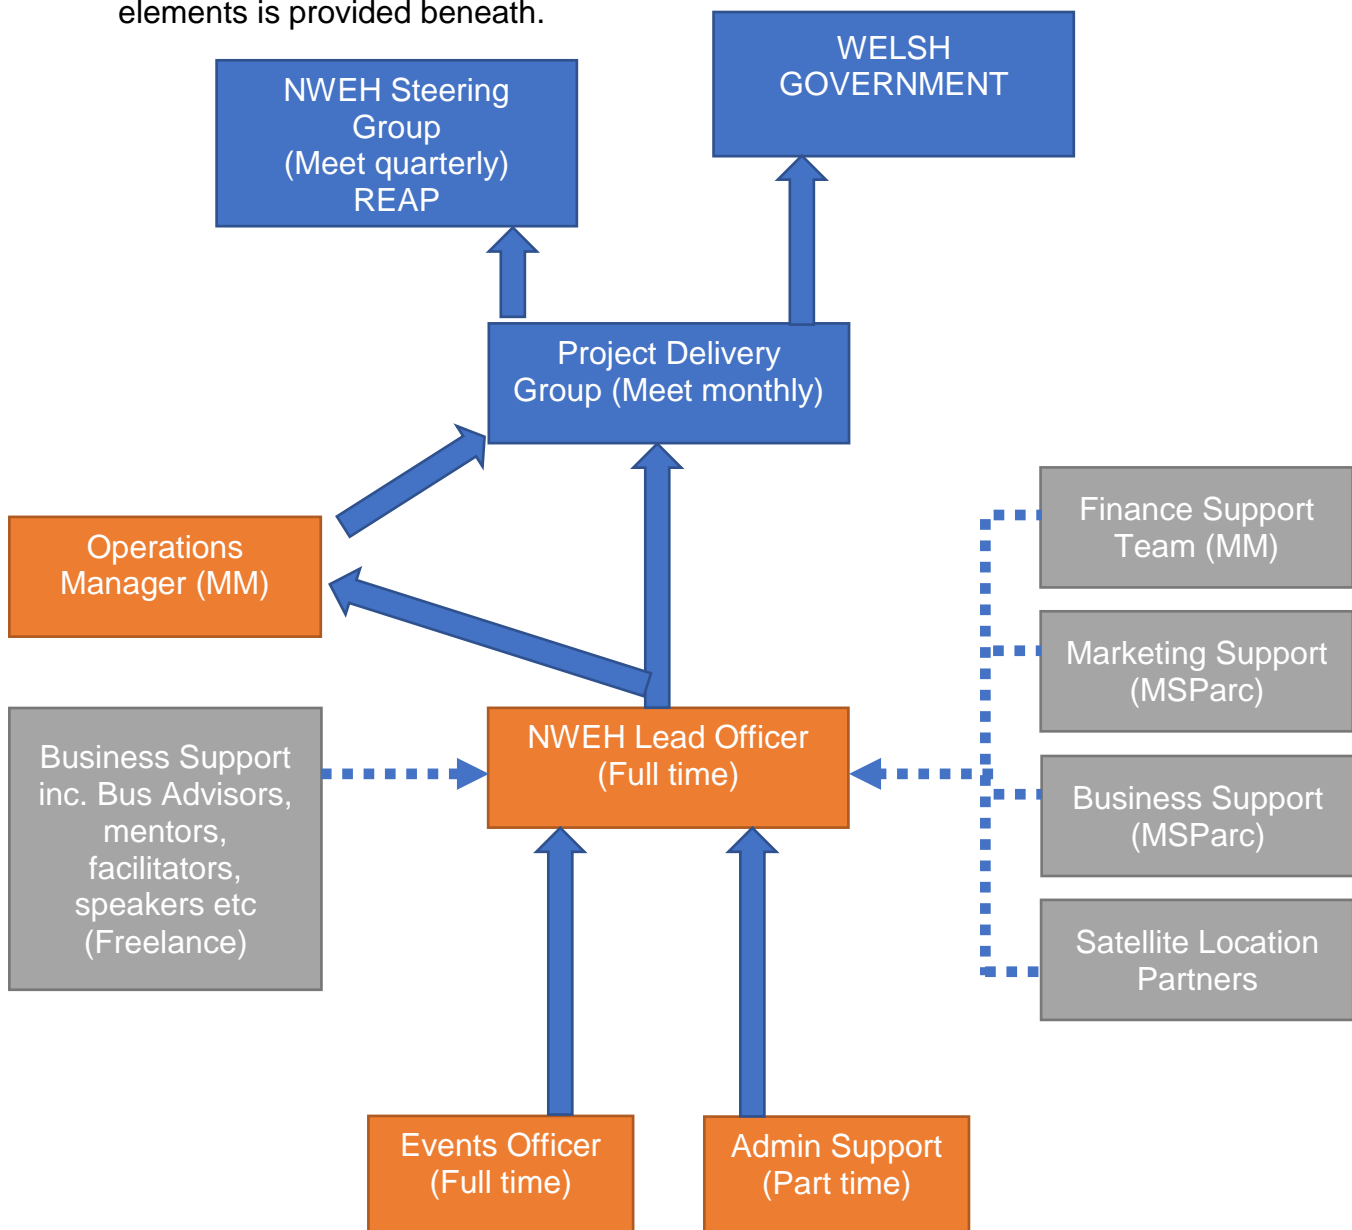 elements is provided beneath.
WELSH
GOVERNMENT
NWEH Steering
Group
(Meet quarterly)
REAP
Project Delivery
Group (Meet monthly)
Operations
Manager (MM)
Finance Support
Team (MM)
Marketing Support
(MSParc)
NWEH Lead Officer
(Full time)
Business Support
inc. Bus Advisors,
mentors,
facilitators,
speakers etc
(Freelance)
Business Support
(MSParc)
Satellite Location
Partners
Events Officer
(Full time)
Admin Support
(Part time)